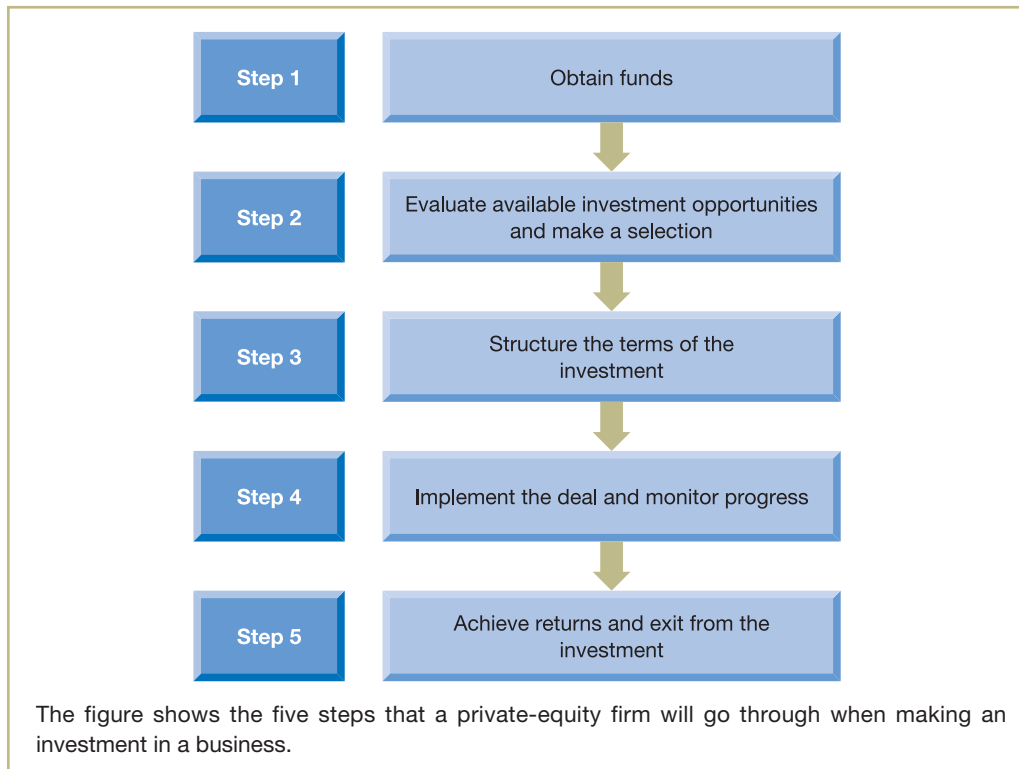 Step 1
Obtain funds
Step 2
Evaluate available investment opportunities
and make a selection
Step 3
Structure the terms of the
investment
Step 4
Implement the deal and monitor progress
Step 5
Achieve returns and exit from the
investment
The figure shows the five steps that a private-equity firm will go through when making an
investment in a business.